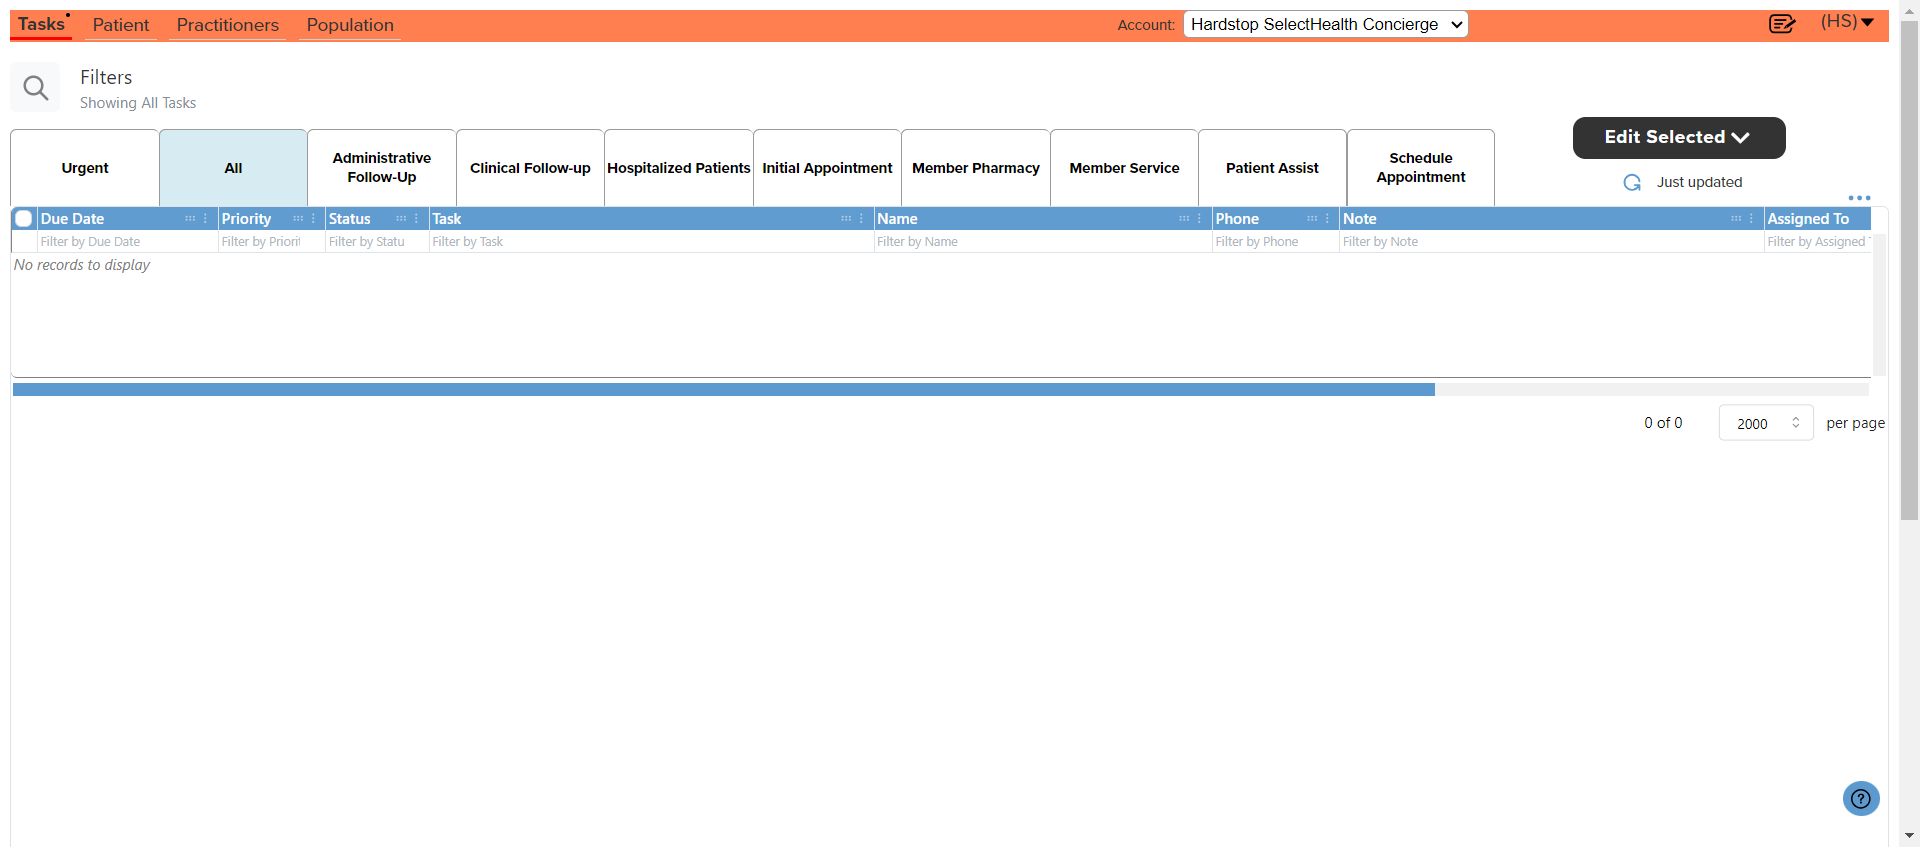 Tasks Patient Practitioners Population Account: Hardstop SelectHealth Concierge (HS)
Filters
Showing All Tasks
Edit Selected
Urgent All Administrative Follow-Up Clinical Follow-up Hospitalized Patients Initial Appointment Member Pharmacy Member Service Patient Assist Schedule Appointment
Just updated
Due Date Priority Status Task Name Phone Note Assigned To
Filter by Due Date Filter by Priorit Filter by Statu Filter by Task Filter by Name Filter by Phone Filter by Note Filter by Assigned
No records to display
0 of 0 2000 per page